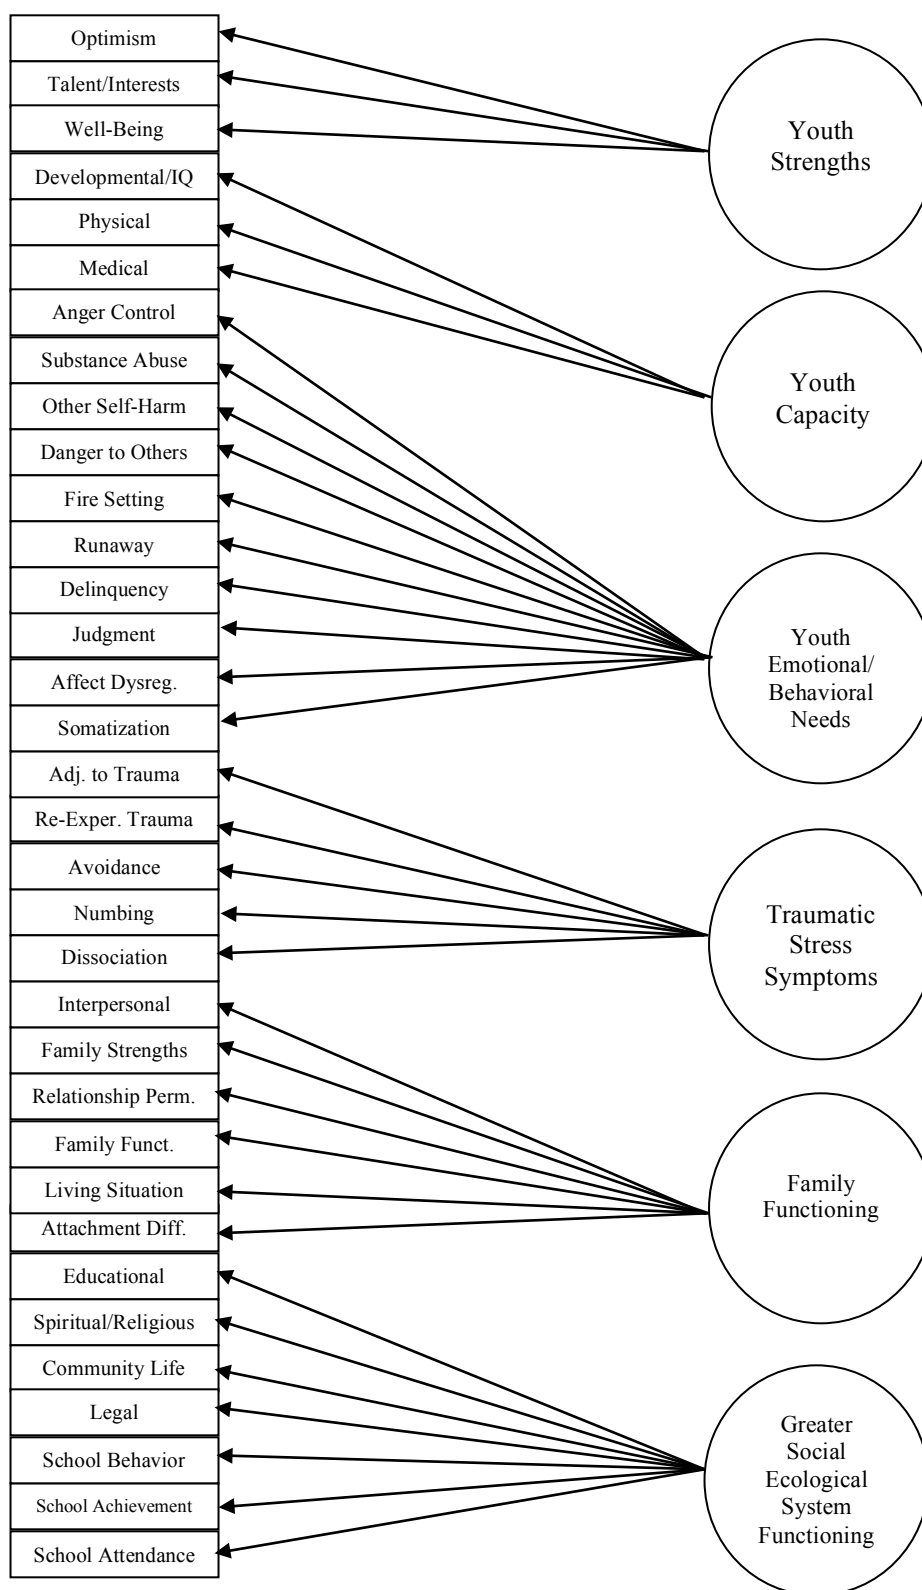 Optimism
Talent/Interests
Well-Being
Developmental/IQ
Physical
Medical
Anger Control
Substance Abuse
Other Self-Harm
Danger to Others
Fire Setting
Runaway
Delinquency
Judgment
Affect Dysreg.
Somatization
Adj. to Trauma
Re-Exper. Trauma
Avoidance
Numbing
Dissociation
Interpersonal
Family Strengths
Relationship Perm.
Family Funct.
Living Situation
Attachment Diff.
Educational
Spiritual/Religious
Community Life
Legal
School Behavior
School Achievement
School Attendance
Youth
Strengths
Youth
Capacity
Youth
Emotional/
Behavioral
Needs
Traumatic
Stress
Symptoms
Family
Functioning
Greater
Social
Ecological
System
Functioning